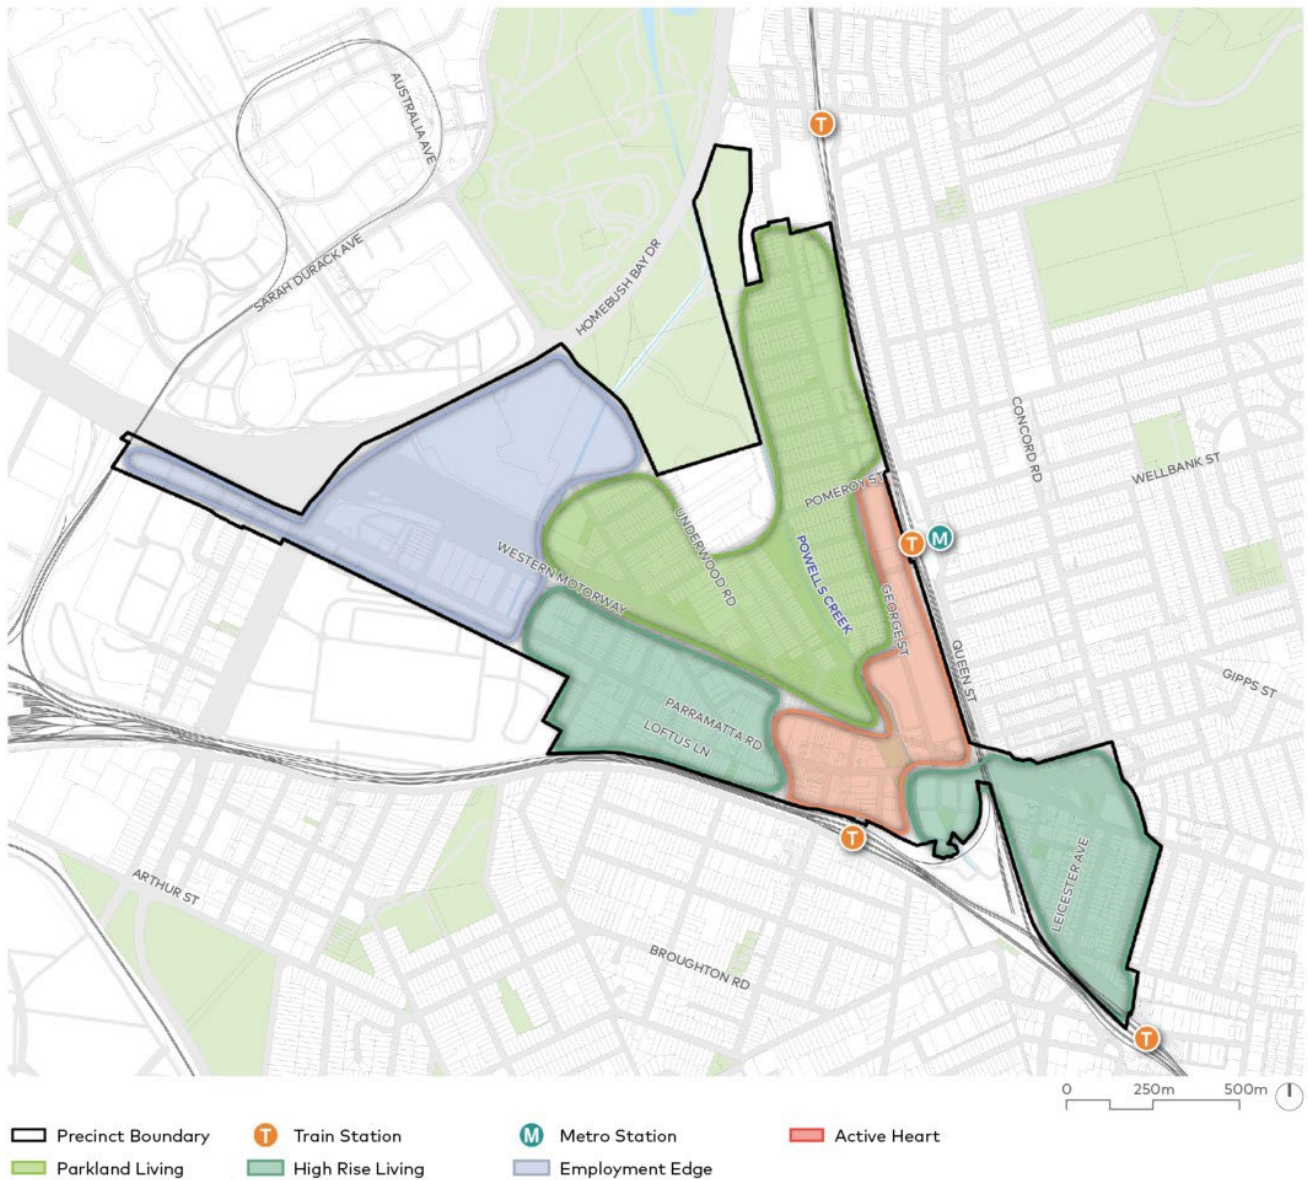 T
AUSTRALIA AVE
SARAH DURACK AVE
HOMEBUSH BAY DR
CONCORD RD
WELLBANK ST
POMEROY ST
T M
UNDERWOOD RD
WESTERN MOTORWAY
POWELLS CREEK
GEORGE ST
QUEEN ST
GIPPS ST
PARRAMATTA RD
LOFTUS LN
T
LEICESTER AVE
ARTHUR ST
BROUGHTON RD
T
0 250m 500m
Precinct Boundary T Train Station M Metro Station Active Heart
Parkland Living High Rise Living Employment Edge